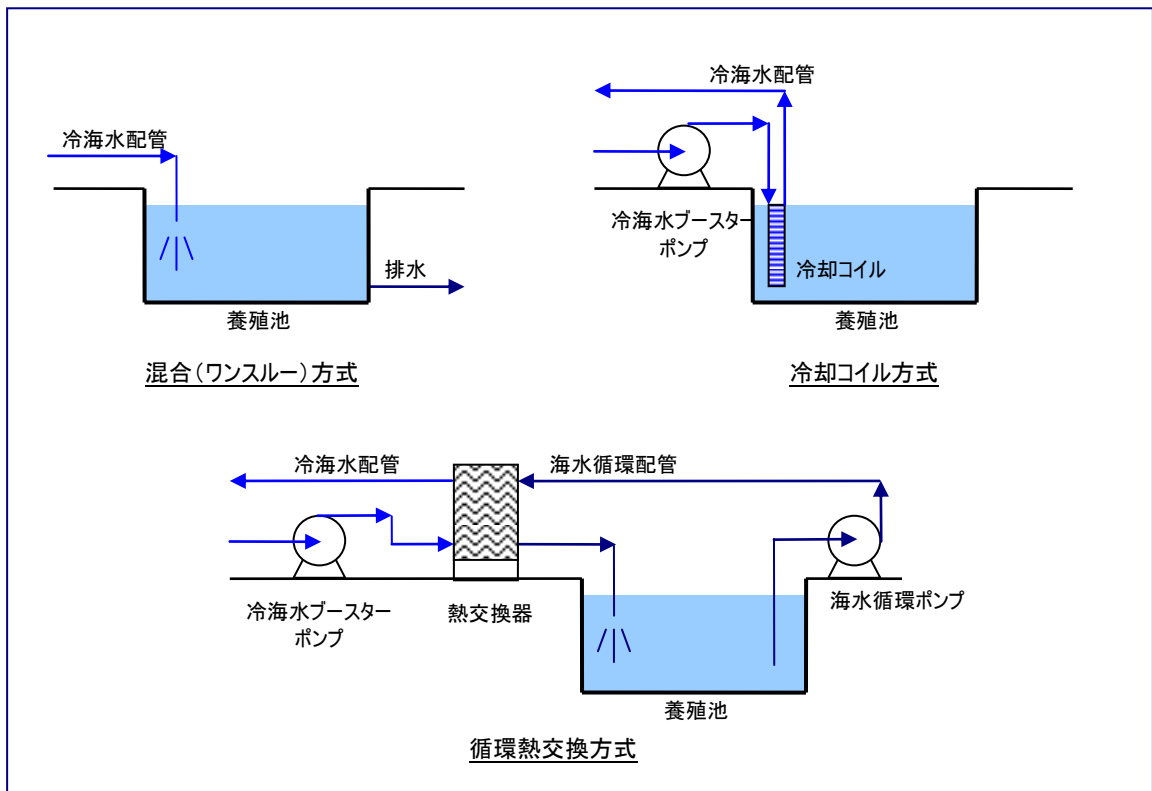 冷海水配管
排水
養殖池
混合(ワンスルー)方式
冷海水配管
冷海水ブースター
ポンプ
冷却コイル
養殖池
冷却コイル方式
冷海水配管
海水循環配管
冷海水ブースター
ポンプ
熱交換器
海水循環ポンプ
養殖池
循環熱交換方式